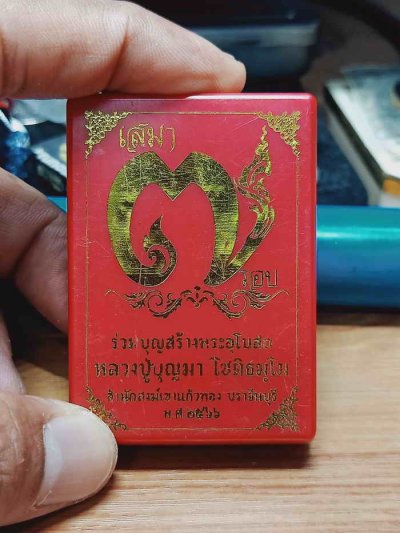 เสมา
๗
รอบ
ร่วมบุญสร้างพระอุโบสถ
หลวงปู่บุญมา โชติธมฺโม
สำนักสงฆ์เขาแก้วทอง ปราจีนบุรี
พ.ศ ๒๕๖๖